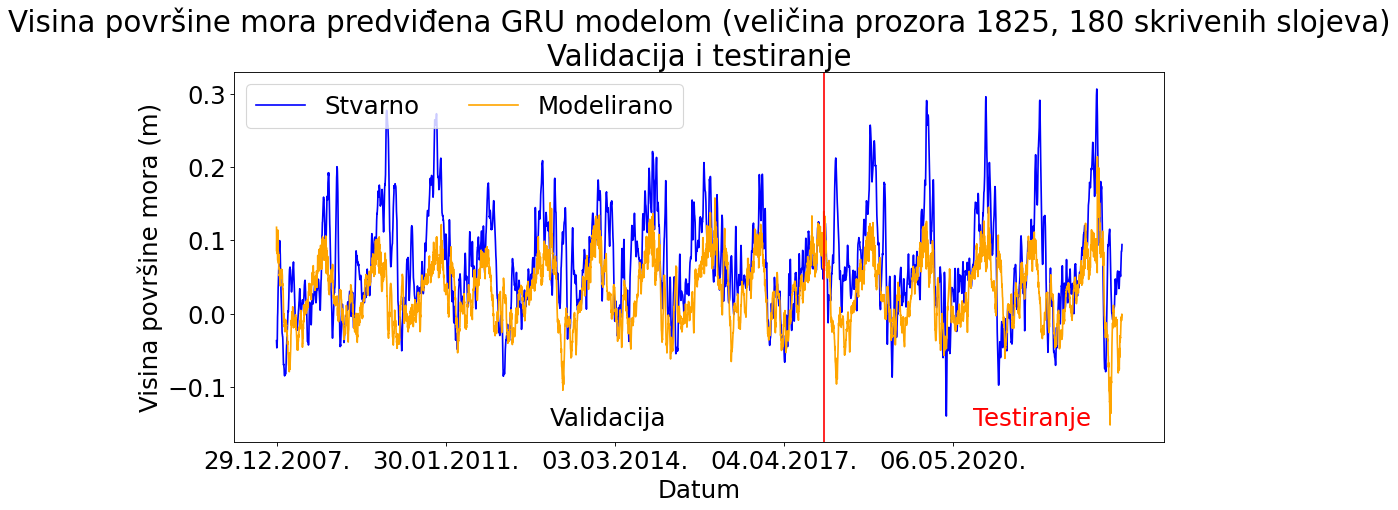 Visina površine mora predviđena GRU modelom (veličina prozora 1825, 180 skrivenih slojeva)
Validacija i testiranje
Stvarno
Modelirano
Visina površine mora (m)
0.3
0.2
0.1
0.0
−0.1
Validacija
Testiranje
29.12.2007.
30.01.2011.
03.03.2014.
04.04.2017.
06.05.2020.
Datum